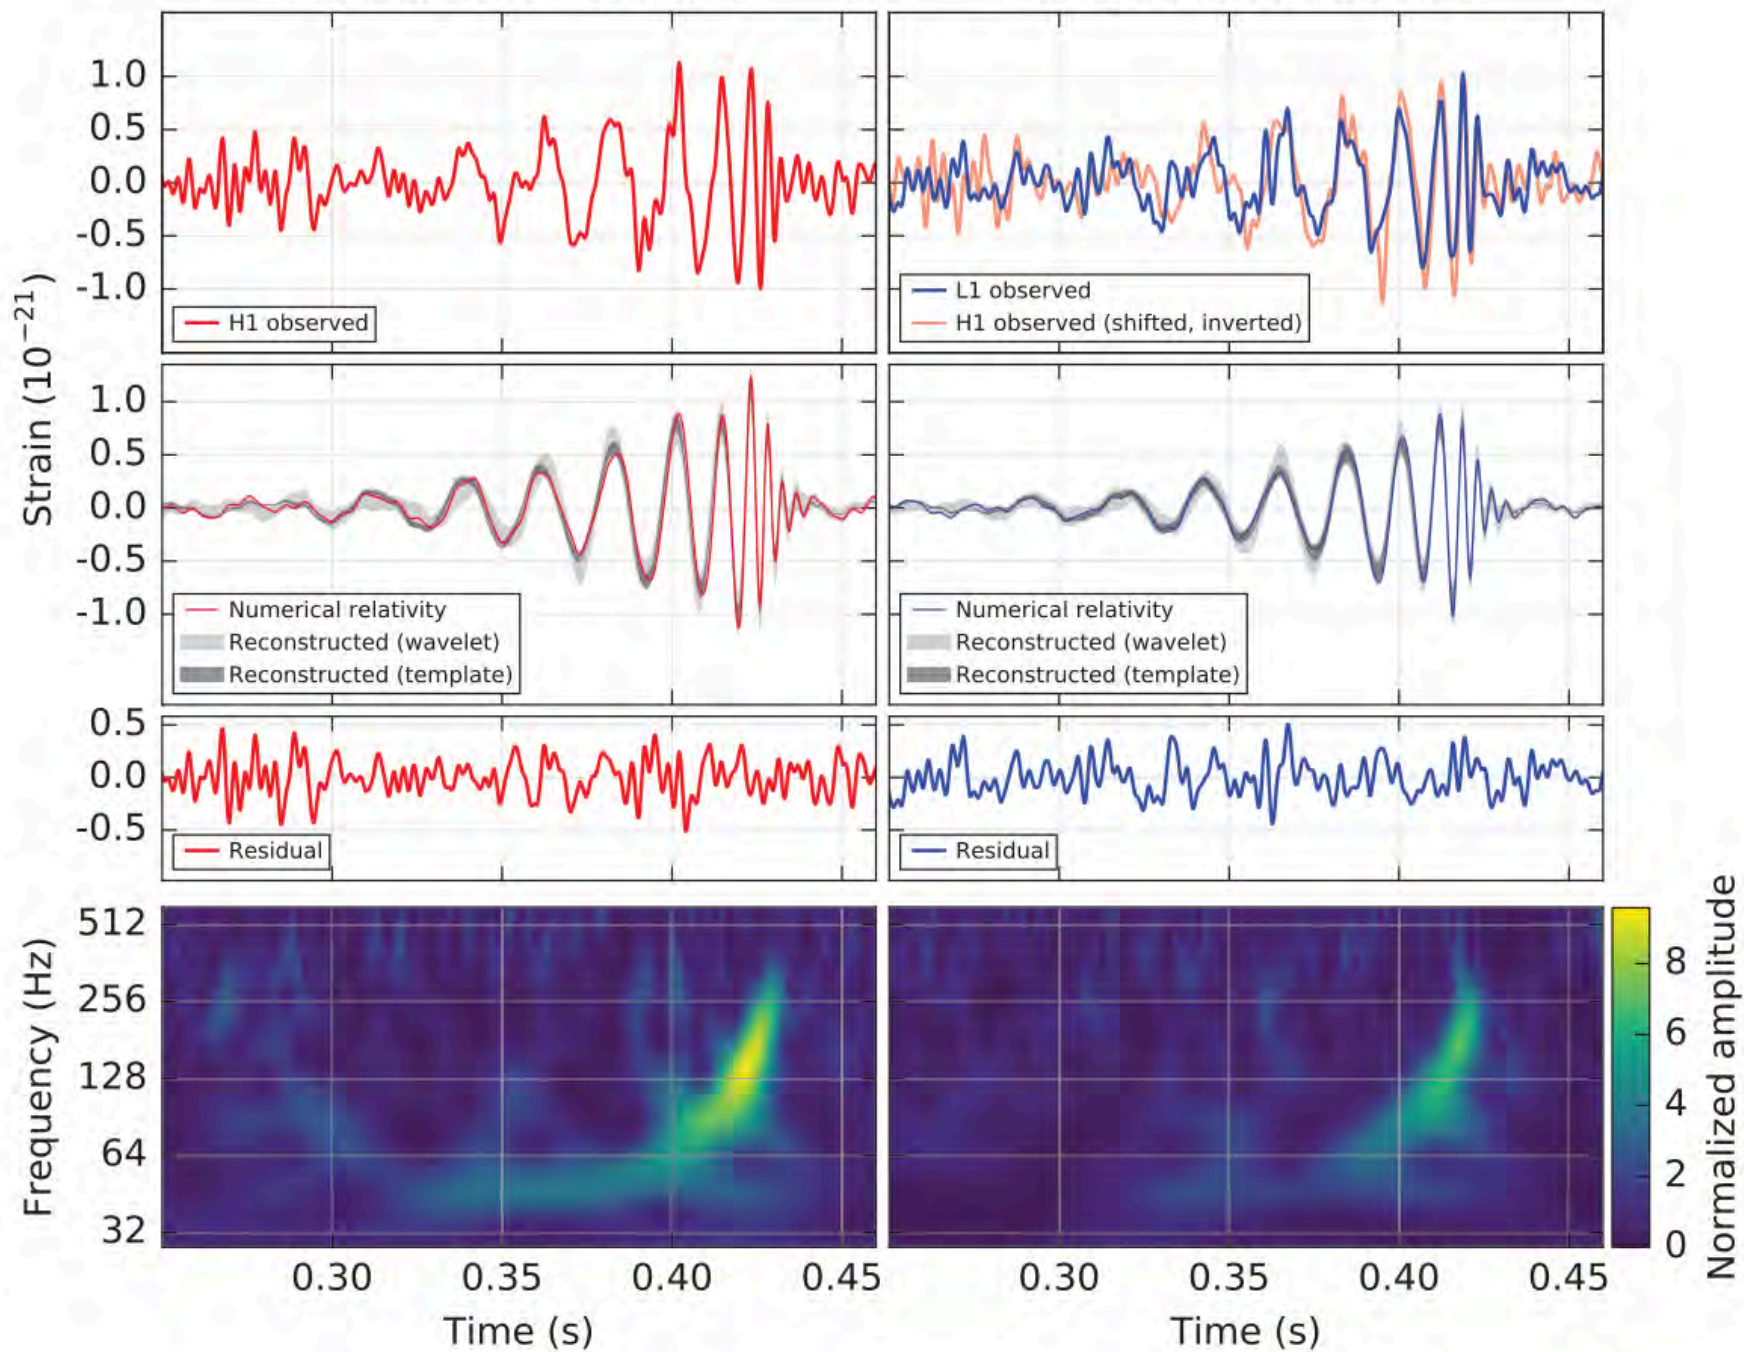 1.0
0.5
0.0
-0.5
-1.0
H1 observed
L1 observed
H1 observed (shifted, inverted)
Strain (10⁻²¹)
1.0
0.5
0.0
-0.5
-1.0
Numerical relativity
Reconstructed (wavelet)
Reconstructed (template)
Numerical relativity
Reconstructed (wavelet)
Reconstructed (template)
0.5
0.0
-0.5
Residual
Residual
Frequency (Hz)
512
256
128
64
32
Normalized amplitude
8
6
4
2
0
0.30 0.35 0.40 0.45
0.30 0.35 0.40 0.45
Time (s)
Time (s)